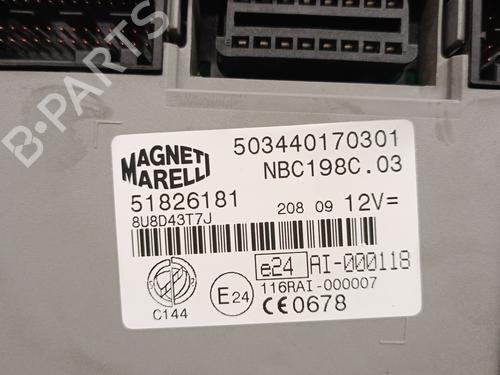 B-PARTS
MAGNETI MARELLI
503440170301
NBC198C.03
51826181
8U8D43T7J
208 09 12V=
e24 AI-000118
E24
116RAI-000007
C144
CE0678